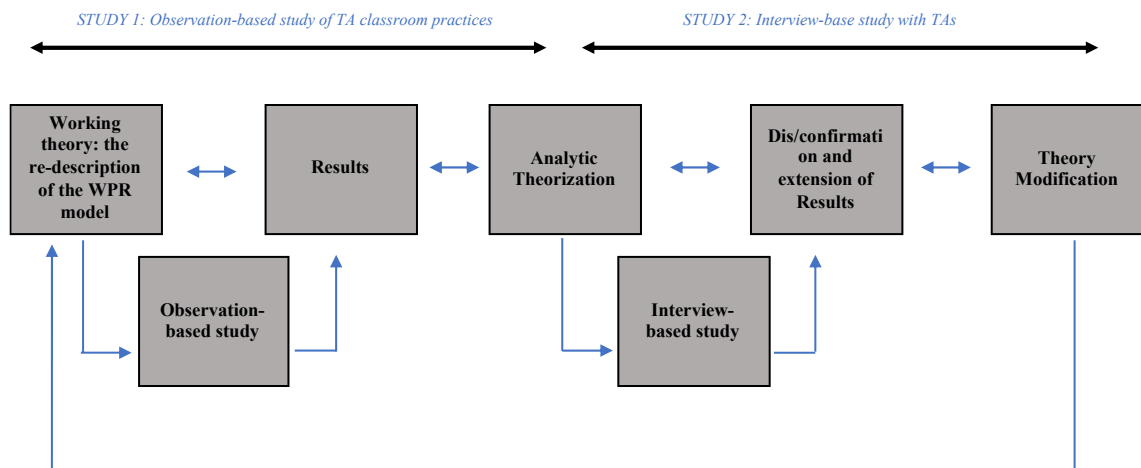 STUDY 1: Observation-based study of TA classroom practices
STUDY 2: Interview-base study with TAs
Working
theory: the
re-description
of the WPR
model
Results
Analytic
Theorization
Dis/confirmati
on and
extension of
Results
Theory
Modification
Observation-
based study
Interview-
based study